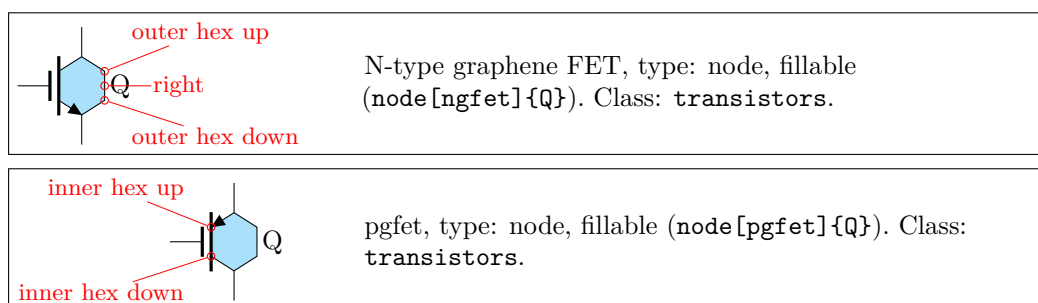 outer hex up
Q right
outer hex down
N-type graphene FET, type: node, fillable
(node[ngfet]{Q}). Class: transistors.
inner hex up
Q
inner hex down
pgfet, type: node, fillable (node[pgfet]{Q}). Class:
transistors.